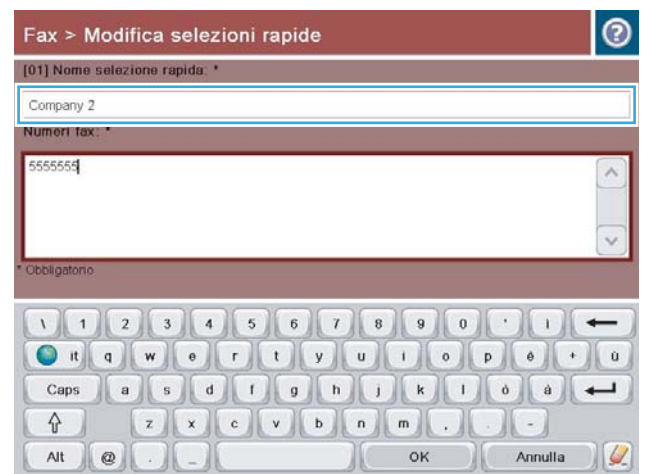 Fax > Modifica selezioni rapide
[01] Nome selezione rapida: *
Company 2
Numeri fax: *
5555555
* Obbligatorio
\ 1 2 3 4 5 6 7 8 9 0 ' ì
it q w e r t y u i o p é + ù
Caps a s d f g h j k l ò à
z x c v b n m , . -
Alt @ . _ OK Annulla